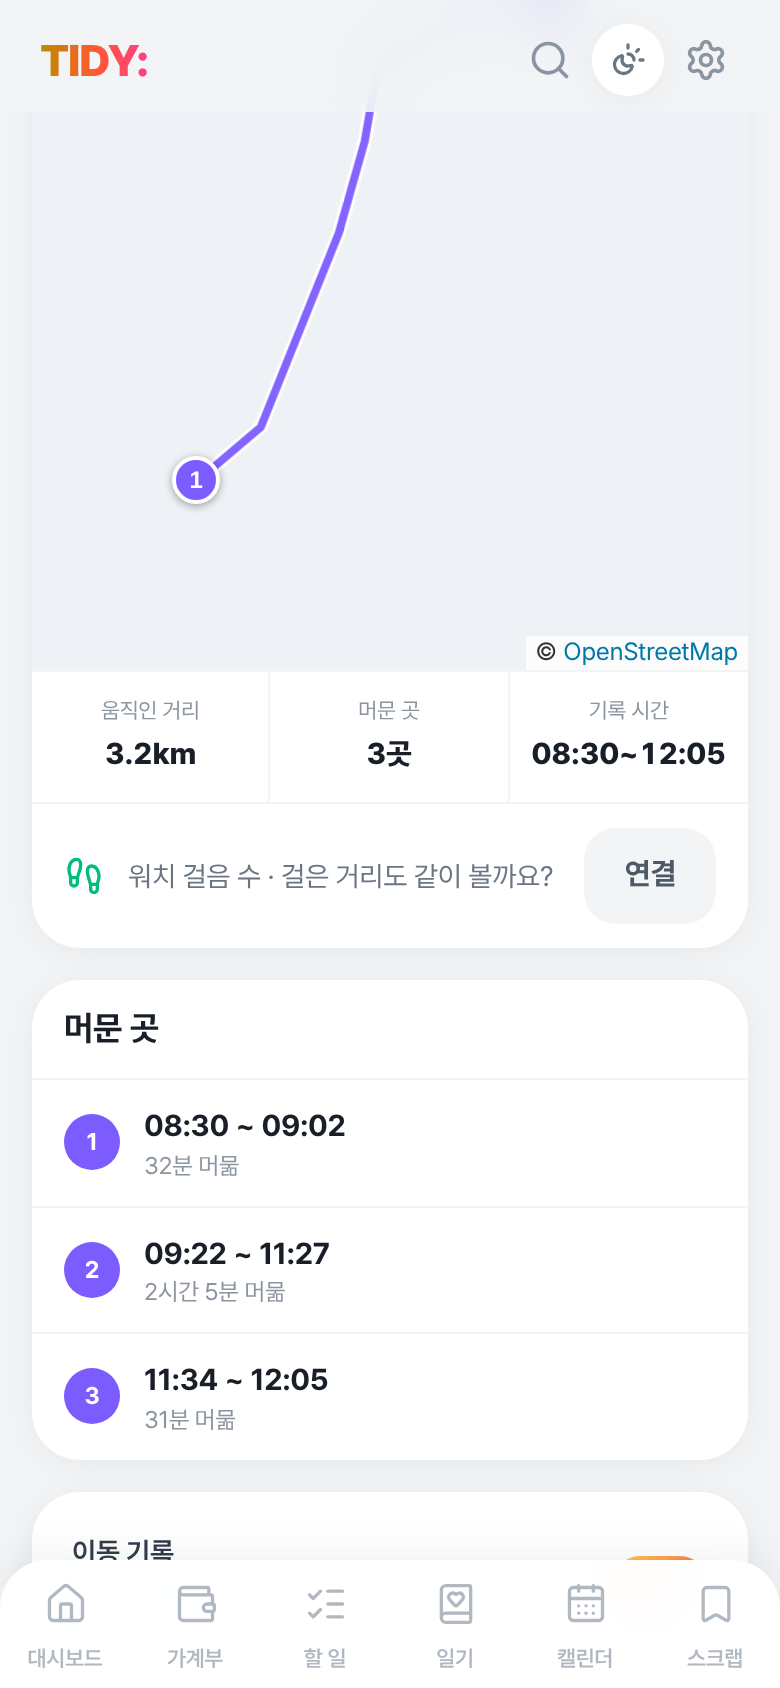 TIDY:
1
© OpenStreetMap
움직인 거리
3.2km
머문 곳
3곳
기록 시간
08:30~12:05
워치 걸음 수 · 걸은 거리도 같이 볼까요?
연결
머문 곳
1
08:30 ~ 09:02
32분 머묾
2
09:22 ~ 11:27
2시간 5분 머묾
3
11:34 ~ 12:05
31분 머묾
이동 기록
대시보드
가계부
할 일
일기
캘린더
스크랩